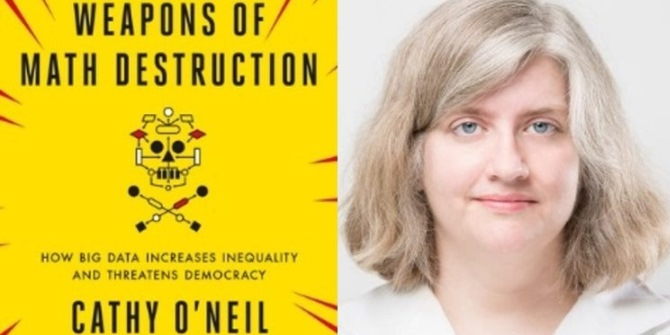 WEAPONS OF
MATH DESTRUCTION
HOW BIG DATA INCREASES INEQUALITY
AND THREATENS DEMOCRACY
CATHY O'NEIL